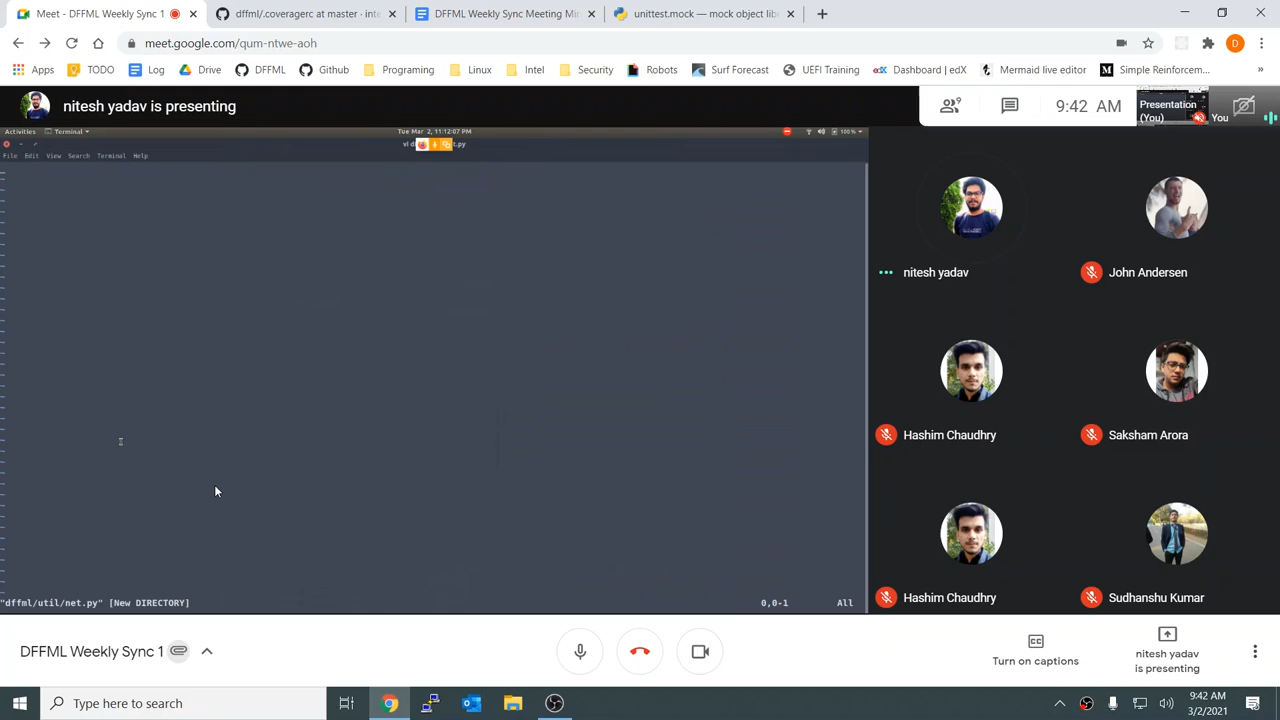 Meet - DFFML Weekly Sync 1
dffml/.coveragerc at master · inte
DFFML Weekly Sync Meeting Min
unittest.mock — mock object lib
meet.google.com/qum-ntwe-aoh
Apps
TODO
Log
Drive
DFFML
Github
Programing
Linux
Intel
Security
Robots
Surf Forecast
UEFI Training
edX
Dashboard | edX
Mermaid live editor
Simple Reinforcem...
nitesh yadav is presenting
9:42 AM
Presentation
(You)
You
Activities
Terminal
Tue Mar 2, 11:12:07 PM
100%
File Edit View Search Terminal Help
"dffml/util/net.py" [New DIRECTORY]
0,0-1
All
nitesh yadav
John Andersen
Hashim Chaudhry
Saksham Arora
Hashim Chaudhry
Sudhanshu Kumar
DFFML Weekly Sync 1
Turn on captions
nitesh yadav
is presenting
Type here to search
9:42 AM
3/2/2021